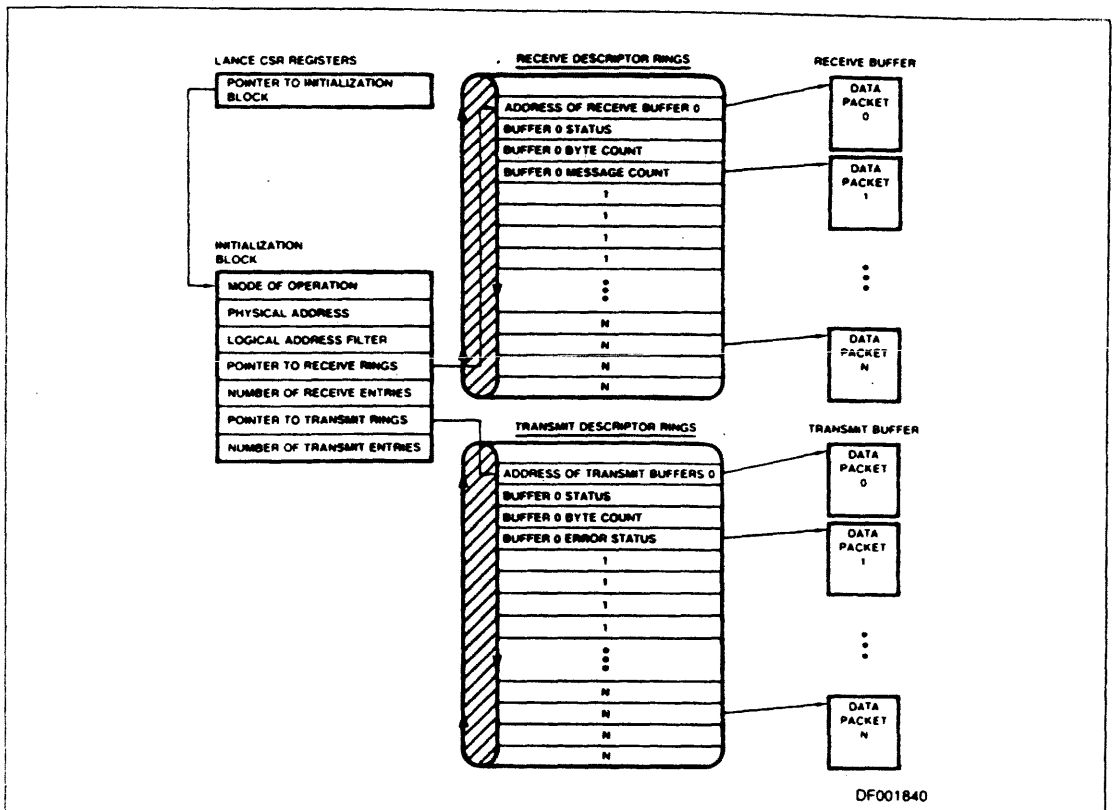 LANCE CSR REGISTERS
POINTER TO INITIALIZATION
BLOCK
INITIALIZATION
BLOCK
MODE OF OPERATION
PHYSICAL ADDRESS
LOGICAL ADDRESS FILTER
POINTER TO RECEIVE RINGS
NUMBER OF RECEIVE ENTRIES
POINTER TO TRANSMIT RINGS
NUMBER OF TRANSMIT ENTRIES
RECEIVE DESCRIPTOR RINGS
ADDRESS OF RECEIVE BUFFER 0
BUFFER 0 STATUS
BUFFER 0 BYTE COUNT
BUFFER 0 MESSAGE COUNT
1
1
1
1
N
N
N
N
RECEIVE BUFFER
DATA
PACKET
0
DATA
PACKET
1
DATA
PACKET
N
TRANSMIT DESCRIPTOR RINGS
ADDRESS OF TRANSMIT BUFFERS 0
BUFFER 0 STATUS
BUFFER 0 BYTE COUNT
BUFFER 0 ERROR STATUS
1
1
1
1
N
N
N
N
TRANSMIT BUFFER
DATA
PACKET
0
DATA
PACKET
1
DATA
PACKET
N
DF001840